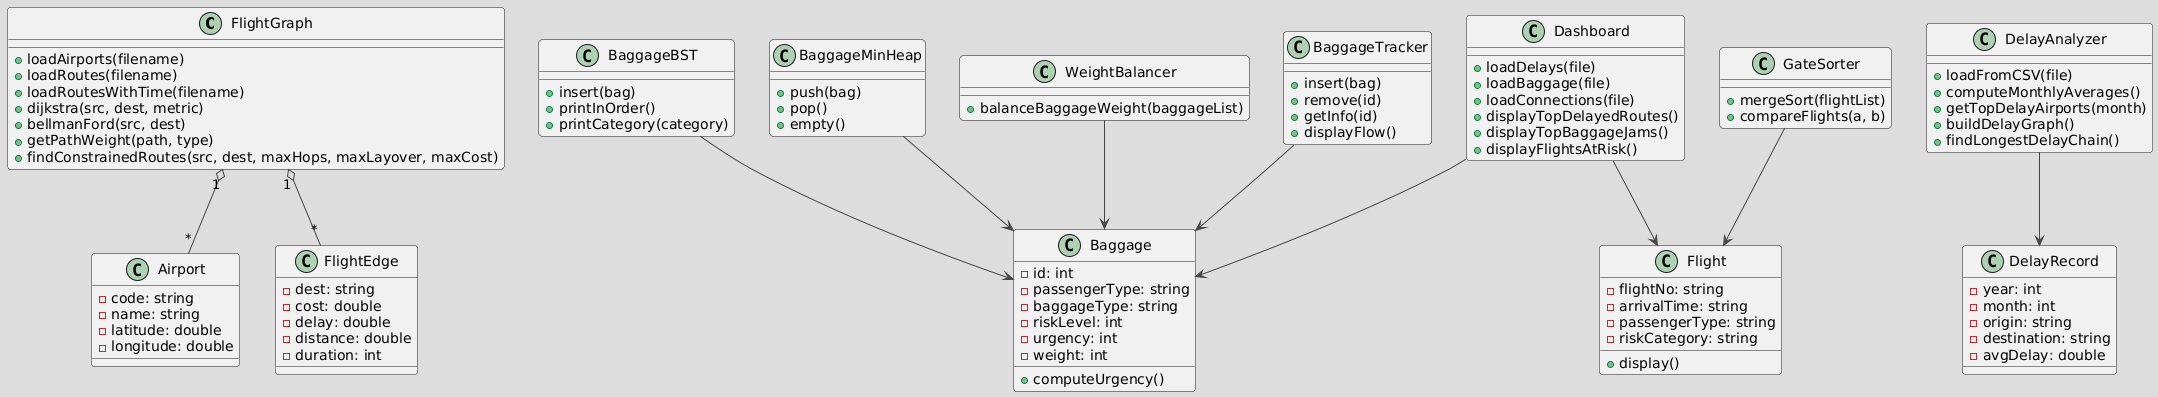 C FlightGraph
loadAirports(filename)
loadRoutes(filename)
loadRoutesWithTime(filename)
dijkstra(src, dest, metric)
bellmanFord(src, dest)
getPathWeight(path, type)
findConstrainedRoutes(src, dest, maxHops, maxLayover, maxCost)
C BaggageBST
insert(bag)
printInOrder()
printCategory(category)
C BaggageMinHeap
push(bag)
pop()
empty()
C WeightBalancer
balanceBaggageWeight(baggageList)
C BaggageTracker
insert(bag)
remove(id)
getInfo(id)
displayFlow()
C Dashboard
loadDelays(file)
loadBaggage(file)
loadConnections(file)
displayTopDelayedRoutes()
displayTopBaggageJams()
displayFlightsAtRisk()
C GateSorter
mergeSort(flightList)
compareFlights(a, b)
C DelayAnalyzer
loadFromCSV(file)
computeMonthlyAverages()
getTopDelayAirports(month)
buildDelayGraph()
findLongestDelayChain()
1
1
*
*
C Airport
code: string
name: string
latitude: double
longitude: double
C FlightEdge
dest: string
cost: double
delay: double
distance: double
duration: int
C Baggage
id: int
passengerType: string
baggageType: string
riskLevel: int
urgency: int
weight: int
computeUrgency()
C Flight
flightNo: string
arrivalTime: string
passengerType: string
riskCategory: string
display()
C DelayRecord
year: int
month: int
origin: string
destination: string
avgDelay: double